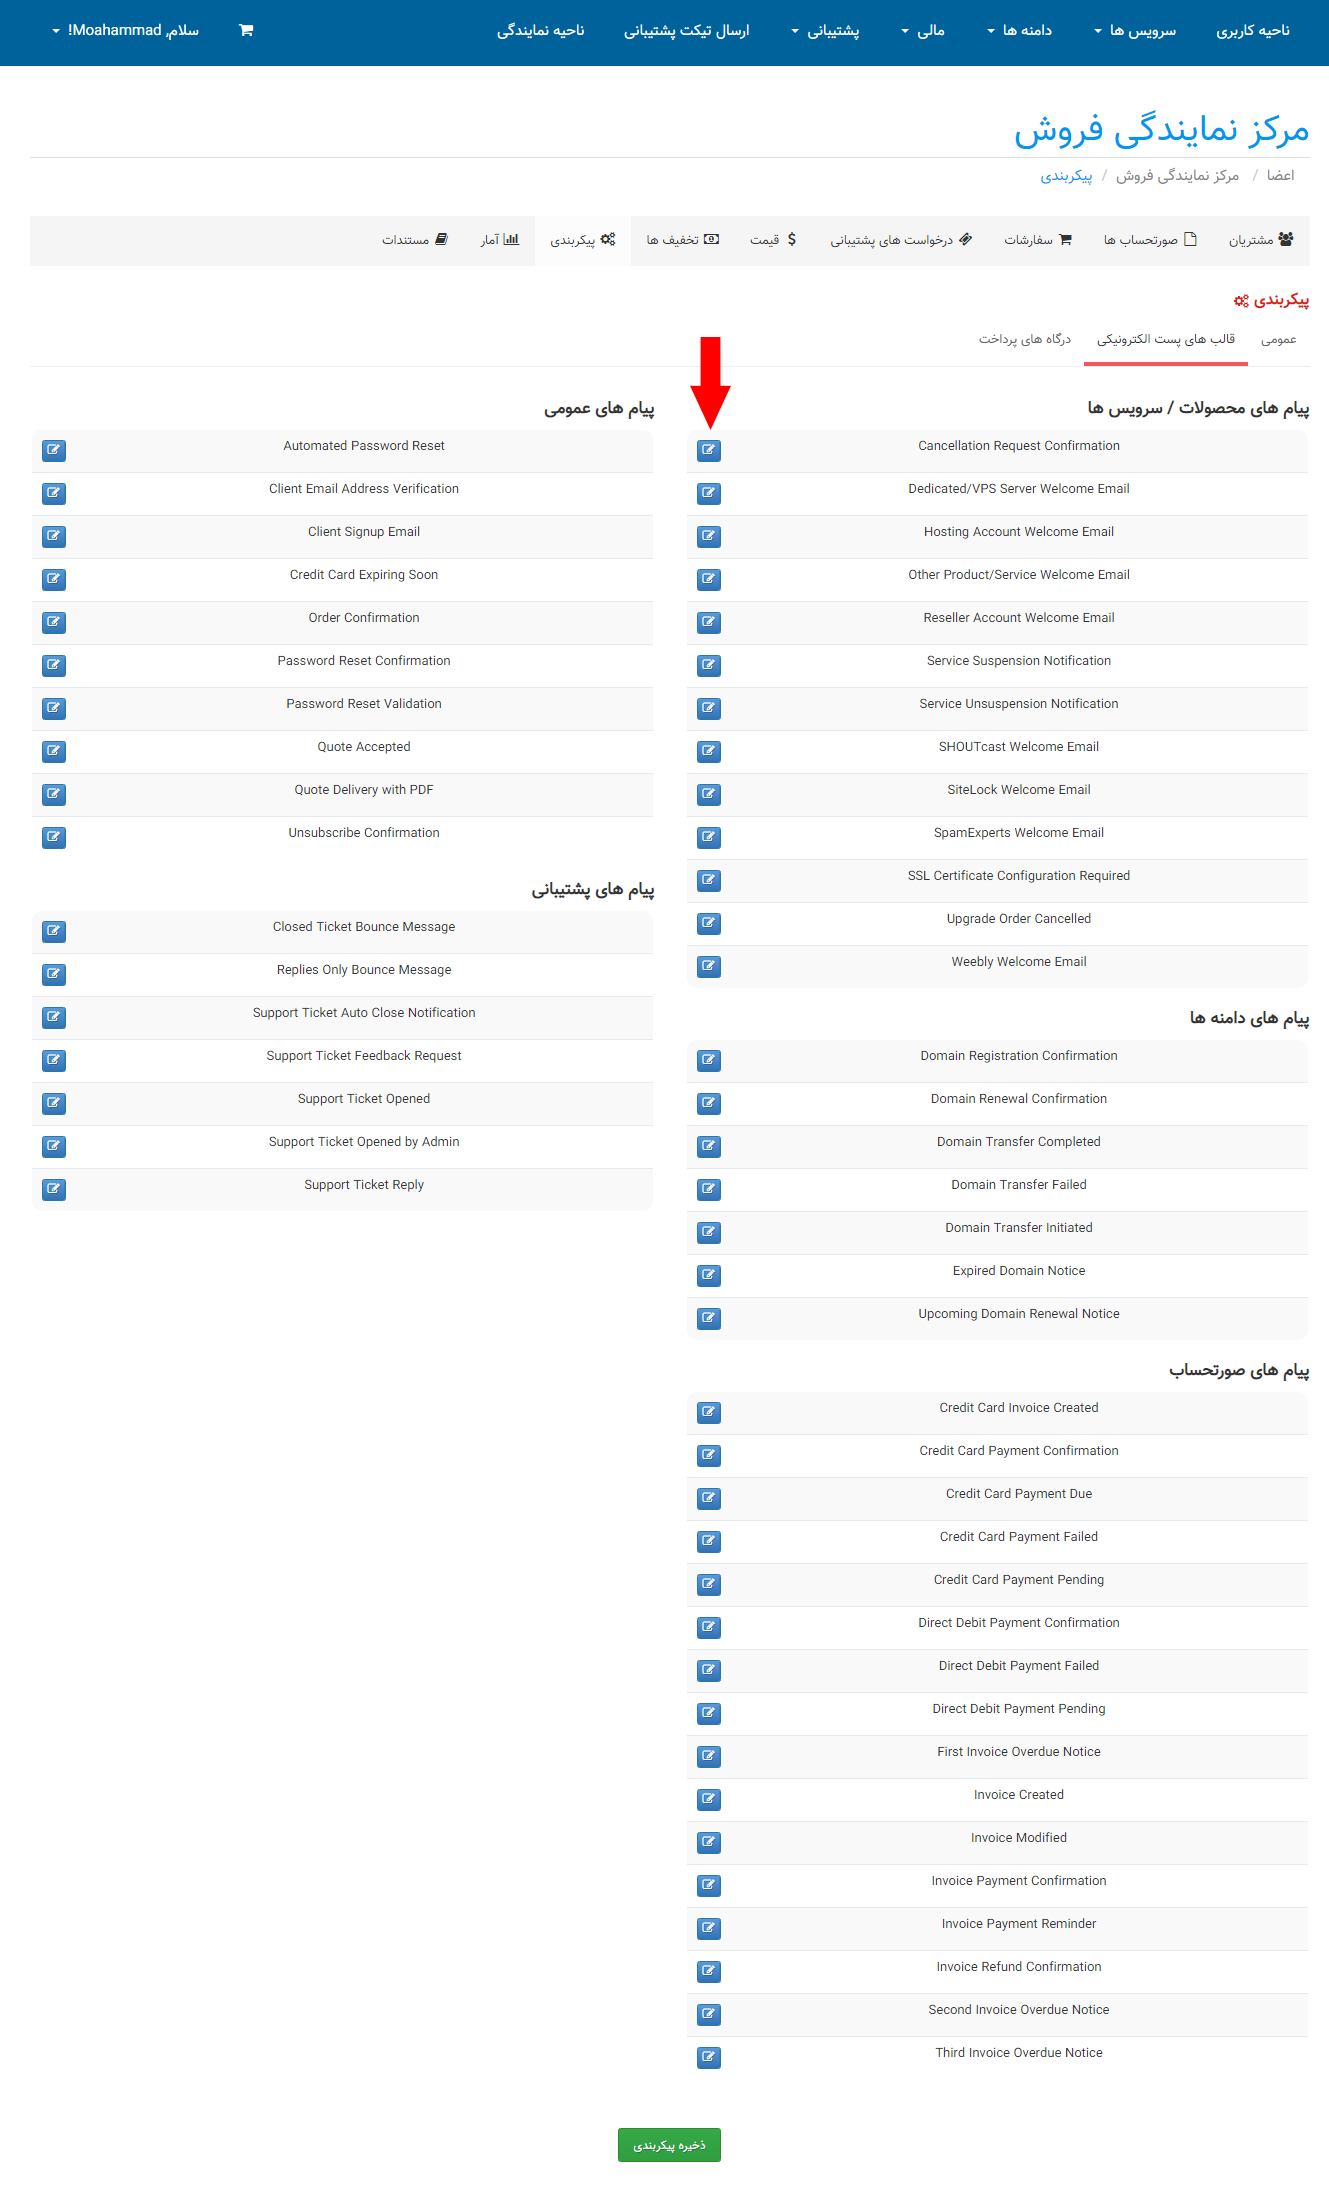 ناحیه کاربری سرویس ها دامنه ها مالی پشتیبانی ارسال تیکت پشتیبانی ناحیه نمایندگی سلام, Moahammad!
مرکز نمایندگی فروش
اعضا / مرکز نمایندگی فروش / پیکربندی
مشتریان صورتحساب ها سفارشات درخواست های پشتیبانی قیمت تخفیف ها پیکربندی آمار مستندات
پیکربندی
عمومی قالب های پست الکترونیکی درگاه های پرداخت
پیام های محصولات / سرویس ها
Cancellation Request Confirmation
Dedicated/VPS Server Welcome Email
Hosting Account Welcome Email
Other Product/Service Welcome Email
Reseller Account Welcome Email
Service Suspension Notification
Service Unsuspension Notification
SHOUTcast Welcome Email
SiteLock Welcome Email
SpamExperts Welcome Email
SSL Certificate Configuration Required
Upgrade Order Cancelled
Weebly Welcome Email
پیام های دامنه ها
Domain Registration Confirmation
Domain Renewal Confirmation
Domain Transfer Completed
Domain Transfer Failed
Domain Transfer Initiated
Expired Domain Notice
Upcoming Domain Renewal Notice
پیام های صورتحساب
Credit Card Invoice Created
Credit Card Payment Confirmation
Credit Card Payment Due
Credit Card Payment Failed
Credit Card Payment Pending
Direct Debit Payment Confirmation
Direct Debit Payment Failed
Direct Debit Payment Pending
First Invoice Overdue Notice
Invoice Created
Invoice Modified
Invoice Payment Confirmation
Invoice Payment Reminder
Invoice Refund Confirmation
Second Invoice Overdue Notice
Third Invoice Overdue Notice
پیام های عمومی
Automated Password Reset
Client Email Address Verification
Client Signup Email
Credit Card Expiring Soon
Order Confirmation
Password Reset Confirmation
Password Reset Validation
Quote Accepted
Quote Delivery with PDF
Unsubscribe Confirmation
پیام های پشتیبانی
Closed Ticket Bounce Message
Replies Only Bounce Message
Support Ticket Auto Close Notification
Support Ticket Feedback Request
Support Ticket Opened
Support Ticket Opened by Admin
Support Ticket Reply
ذخیره پیکربندی